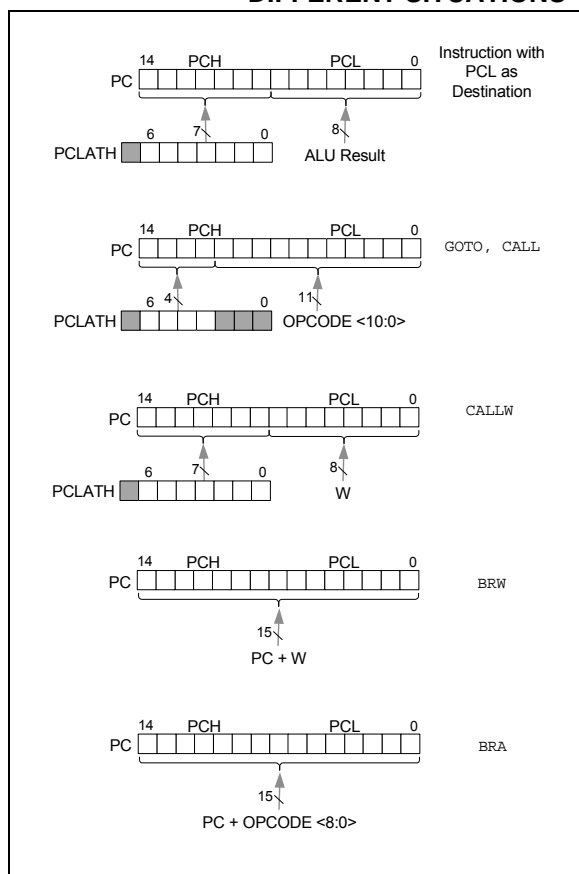 DIFFERENT SITUATIONS
14 PCH PCL 0
PC
Instruction with
PCL as
Destination
6 7 0 8
PCLATH
ALU Result
14 PCH PCL 0
PC
GOTO, CALL
6 4 0 11
PCLATH
OPCODE <10:0>
14 PCH PCL 0
PC
CALLW
6 7 0 8
PCLATH
W
14 PCH PCL 0
PC
BRW
15
PC + W
14 PCH PCL 0
PC
BRA
15
PC + OPCODE <8:0>